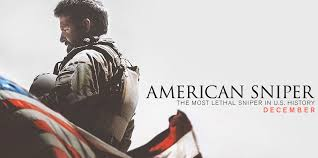 AMERICAN SNIPER
THE MOST LETHAL SNIPER IN U.S. HISTORY
DECEMBER